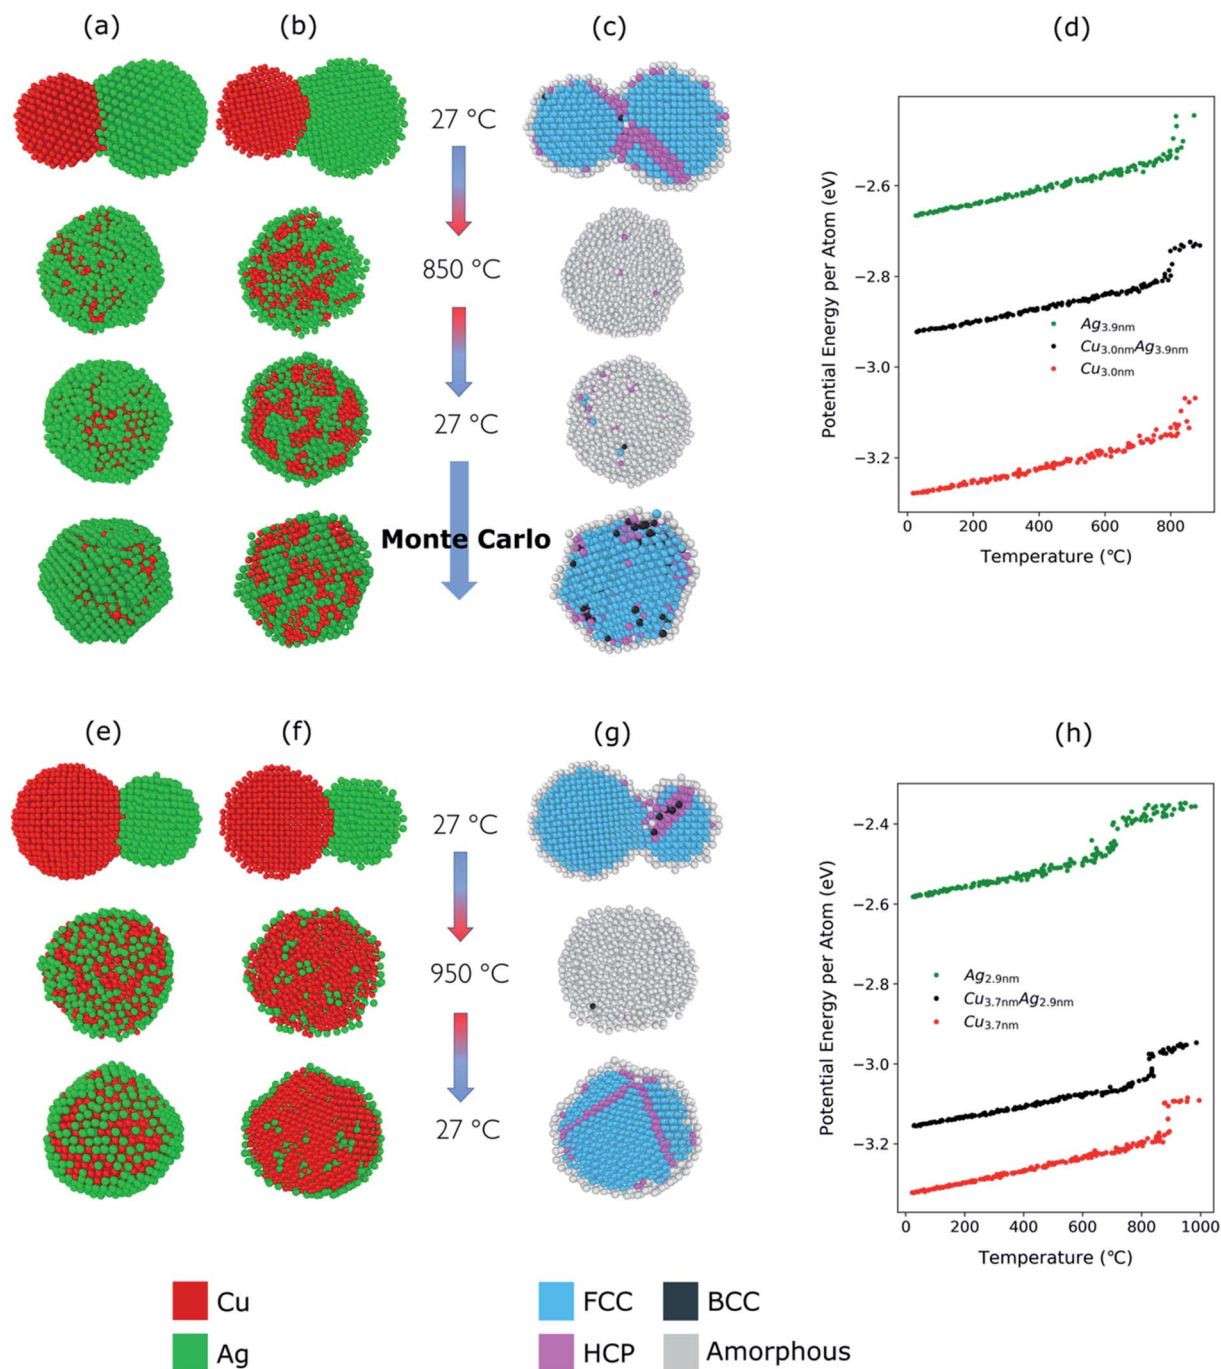 (a)
(b)
(c)
(d)
27 °C
850 °C
27 °C
Monte Carlo
Potential Energy per Atom (eV)
−2.6
−2.8
−3.0
−3.2
Ag3.9nm
Cu3.0nmAg3.9nm
Cu3.0nm
0 200 400 600 800
Temperature (°C)
(e)
(f)
(g)
(h)
27 °C
950 °C
27 °C
Potential Energy per Atom (eV)
−2.4
−2.6
−2.8
−3.0
−3.2
Ag2.9nm
Cu3.7nmAg2.9nm
Cu3.7nm
0 200 400 600 800 1000
Temperature (°C)
Cu
Ag
FCC
BCC
HCP
Amorphous